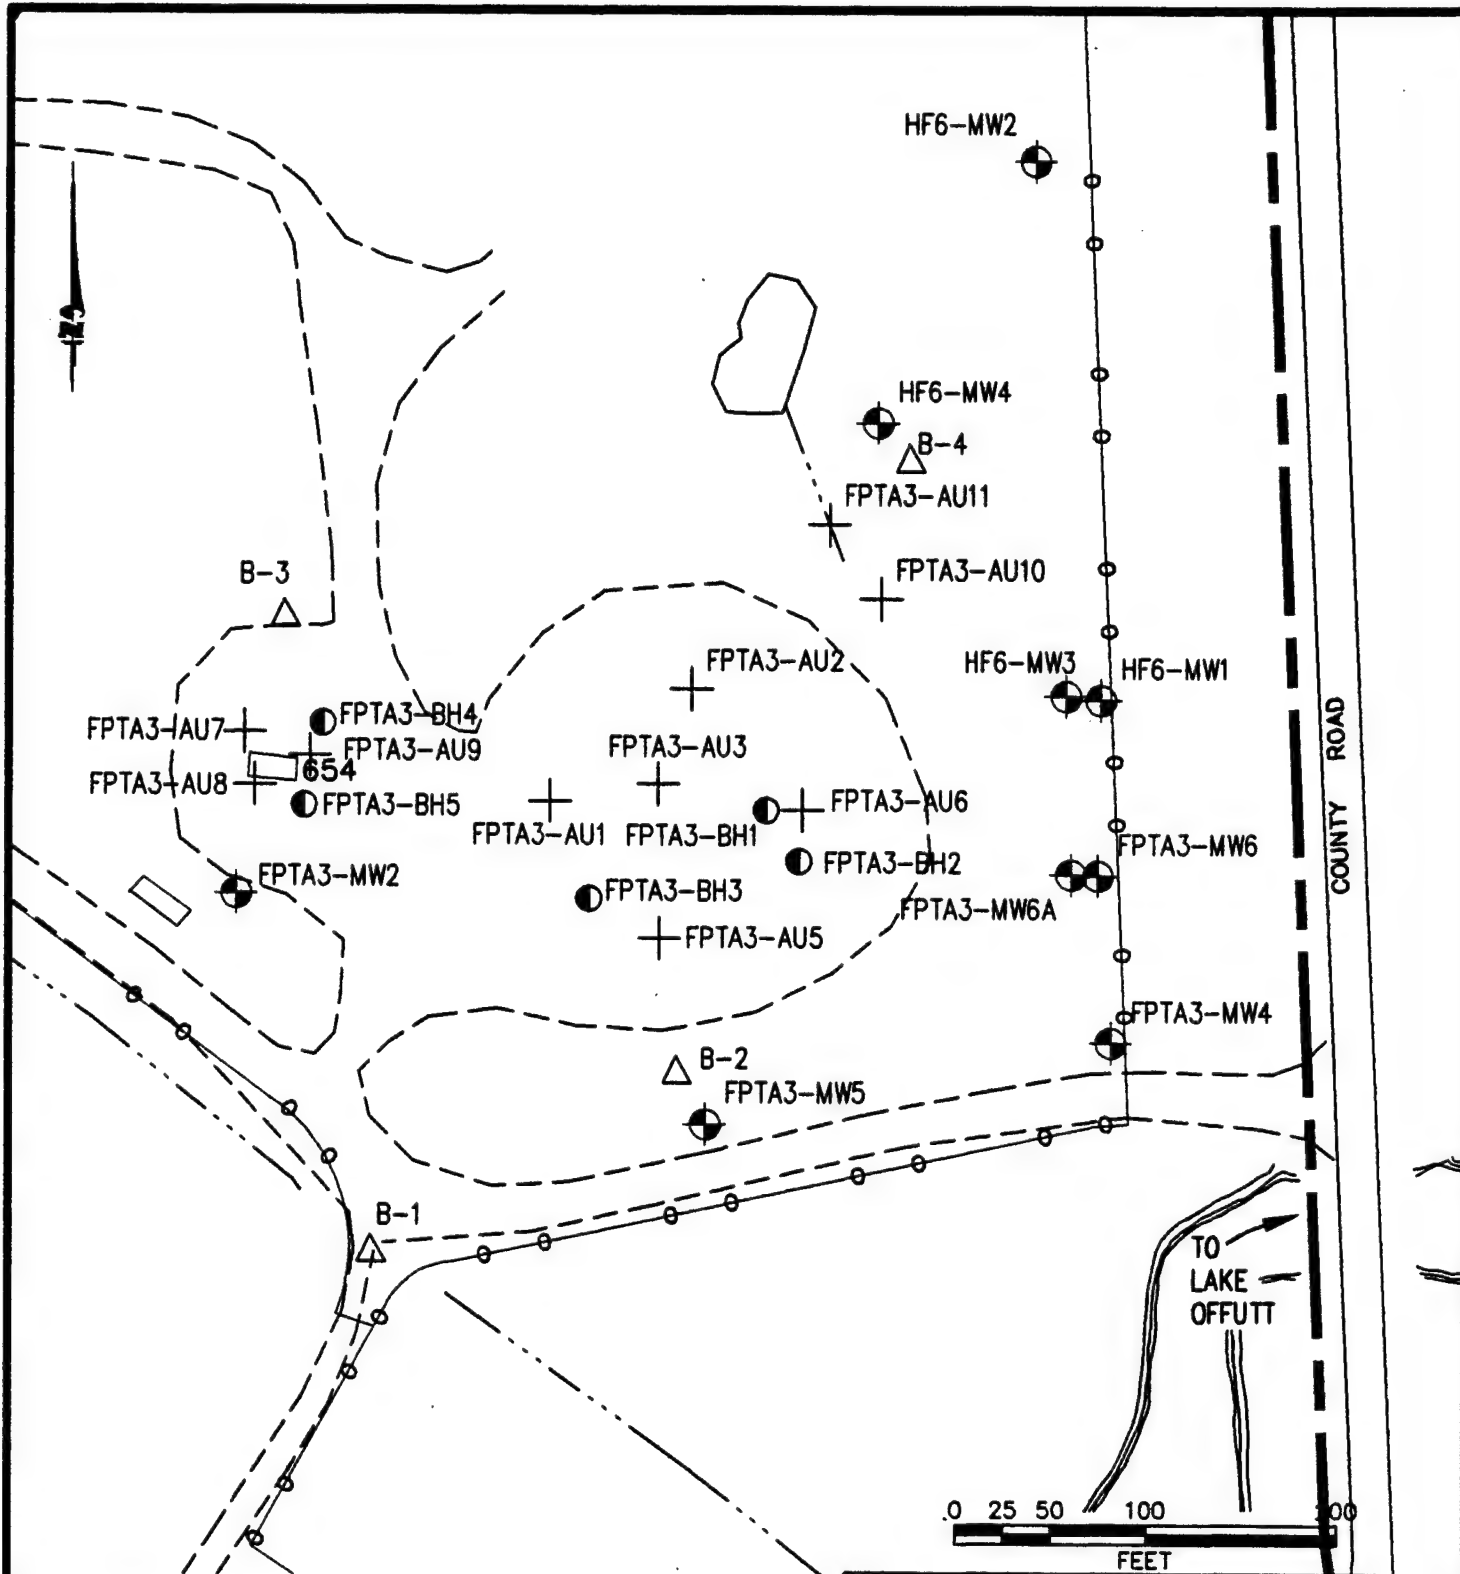 HF6-MW2
N
HF6-MW4
B-4
FPTA3-AU11
FPTA3-AU10
B-3
FPTA3-AU2
HF6-MW3
HF6-MW1
FPTA3-BH4
FPTA3-AU7
FPTA3-AU9
FPTA3-AU3
654
FPTA3-AU8
FPTA3-BH5
FPTA3-AU6
FPTA3-AU1
FPTA3-BH1
FPTA3-MW6
COUNTY ROAD
FPTA3-MW2
FPTA3-BH2
FPTA3-BH3
FPTA3-MW6A
FPTA3-AU5
FPTA3-MW4
B-2
FPTA3-MW5
B-1
TO
LAKE
OFFUTT
0 25 50 100 200
FEET